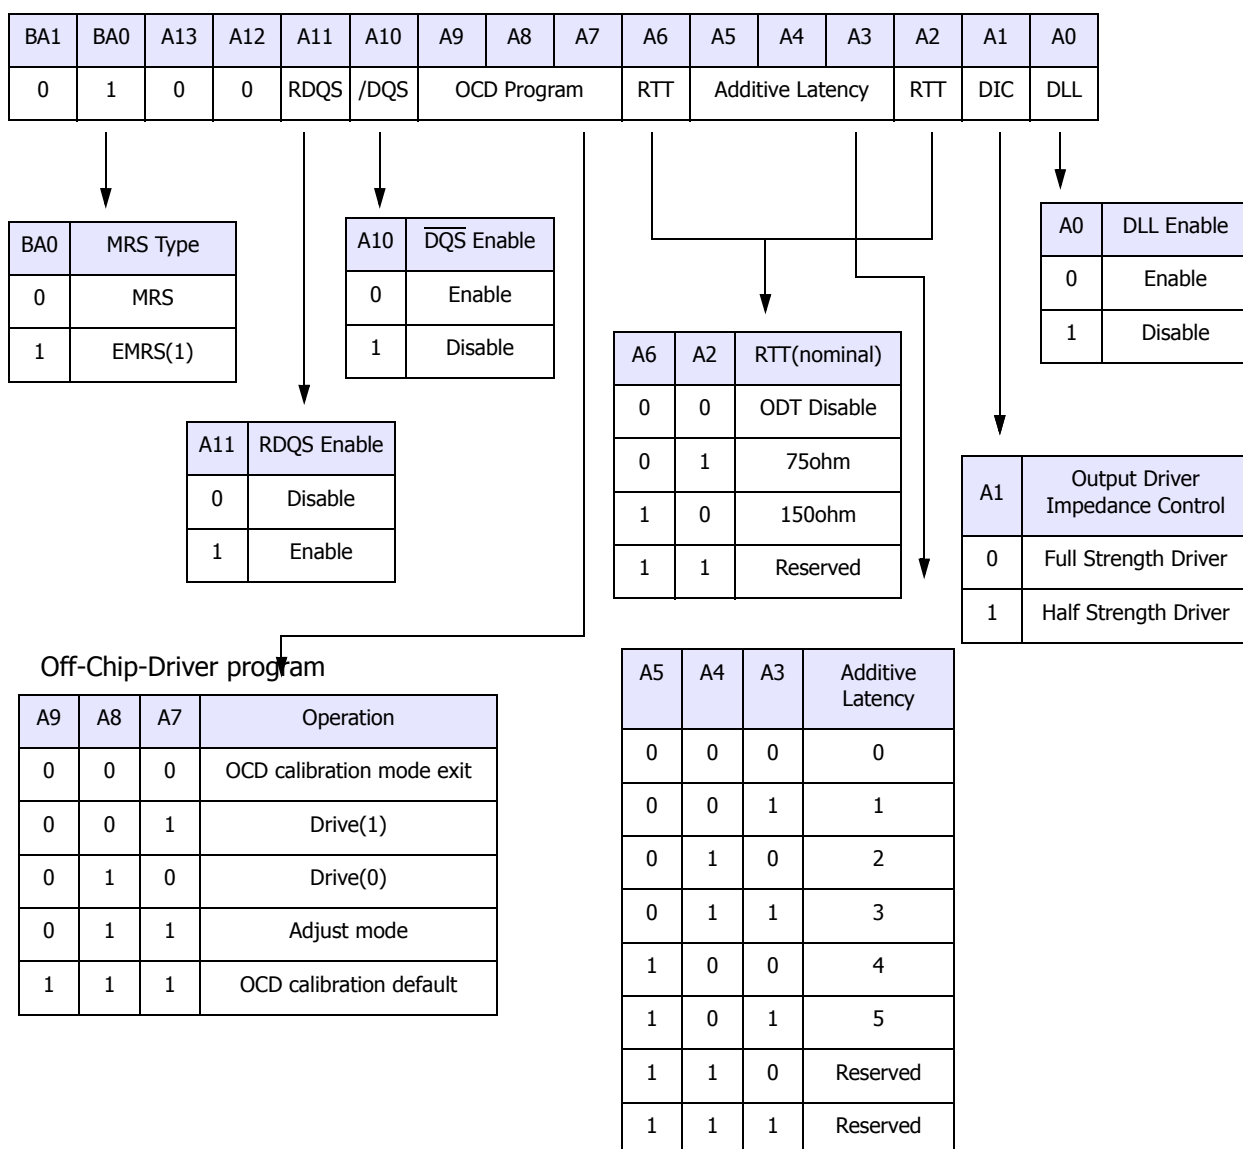 BA1 BA0 A13 A12 A11 A10 A9 A8 A7 A6 A5 A4 A3 A2 A1 A0
0 1 0 0 RDQS /DQS OCD Program RTT Additive Latency RTT DIC DLL
BA0 MRS Type
0 MRS
1 EMRS(1)
A10 D̅Q̅S̅ Enable
0 Enable
1 Disable
A0 DLL Enable
0 Enable
1 Disable
A11 RDQS Enable
0 Disable
1 Enable
A6 A2 RTT(nominal)
0 0 ODT Disable
0 1 75ohm
1 0 150ohm
1 1 Reserved
A1 Output Driver
Impedance Control
0 Full Strength Driver
1 Half Strength Driver
Off-Chip-Driver program
A9 A8 A7 Operation
0 0 0 OCD calibration mode exit
0 0 1 Drive(1)
0 1 0 Drive(0)
0 1 1 Adjust mode
1 1 1 OCD calibration default
A5 A4 A3 Additive
Latency
0 0 0 0
0 0 1 1
0 1 0 2
0 1 1 3
1 0 0 4
1 0 1 5
1 1 0 Reserved
1 1 1 Reserved